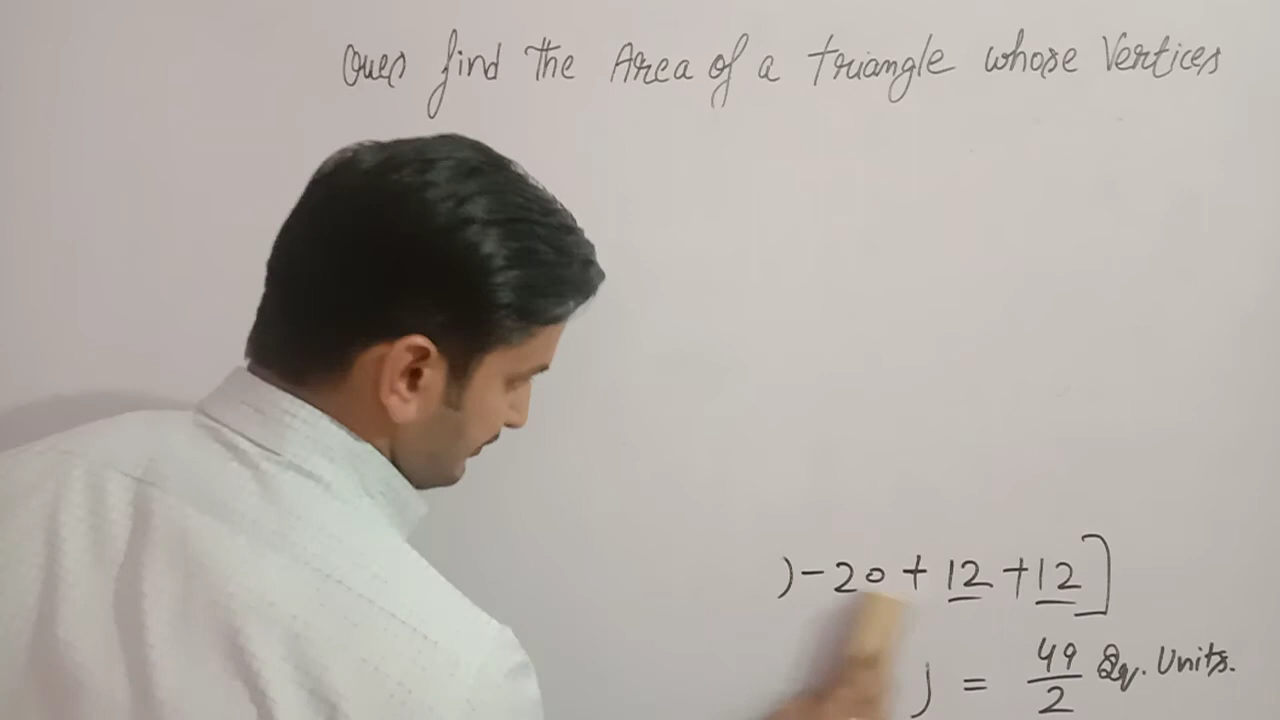 Ques find the Area of a triangle whose Vertices
) - 20 + 12 + 12 ]
] = 49/2 Sq. Units.